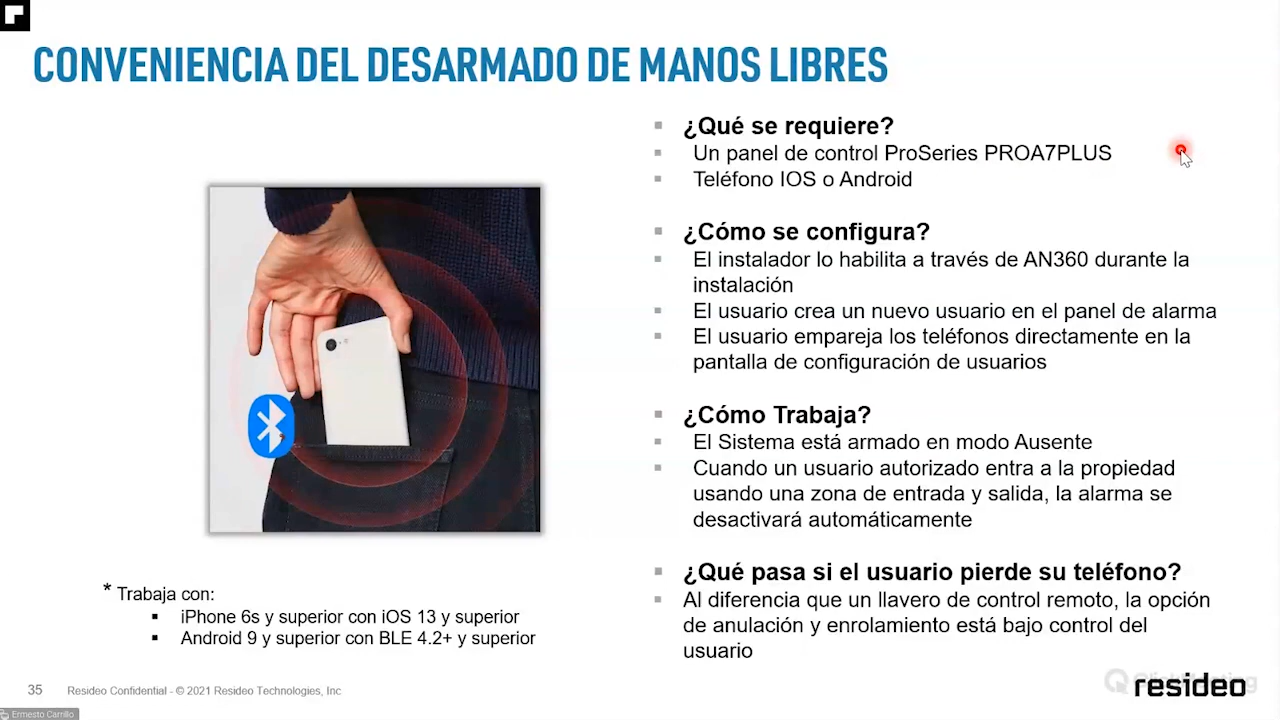 CONVENIENCIA DEL DESARMADO DE MANOS LIBRES
¿Qué se requiere?
Un panel de control ProSeries PROA7PLUS
Teléfono IOS o Android
¿Cómo se configura?
El instalador lo habilita a través de AN360 durante la
instalación
El usuario crea un nuevo usuario en el panel de alarma
El usuario empareja los teléfonos directamente en la
pantalla de configuración de usuarios
¿Cómo Trabaja?
El Sistema está armado en modo Ausente
Cuando un usuario autorizado entra a la propiedad
usando una zona de entrada y salida, la alarma se
desactivará automáticamente
¿Qué pasa si el usuario pierde su teléfono?
Al diferencia que un llavero de control remoto, la opción
de anulación y enrolamiento está bajo control del
usuario
* Trabaja con:
iPhone 6s y superior con iOS 13 y superior
Android 9 y superior con BLE 4.2+ y superior
35 Resideo Confidential - © 2021 Resideo Technologies, Inc
resideo
Ermesto Carrillo